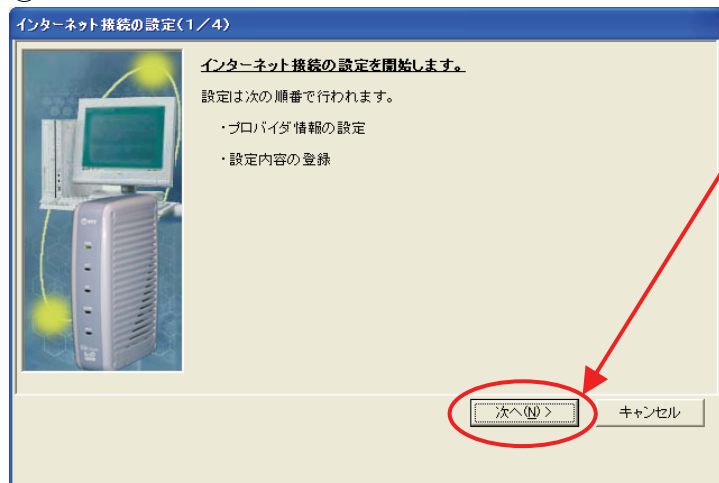 インターネット接続の設定(1/4)
インターネット接続の設定を開始します。
設定は次の順番で行われます。
・プロバイダ情報の設定
・設定内容の登録
次へ(N) >
キャンセル